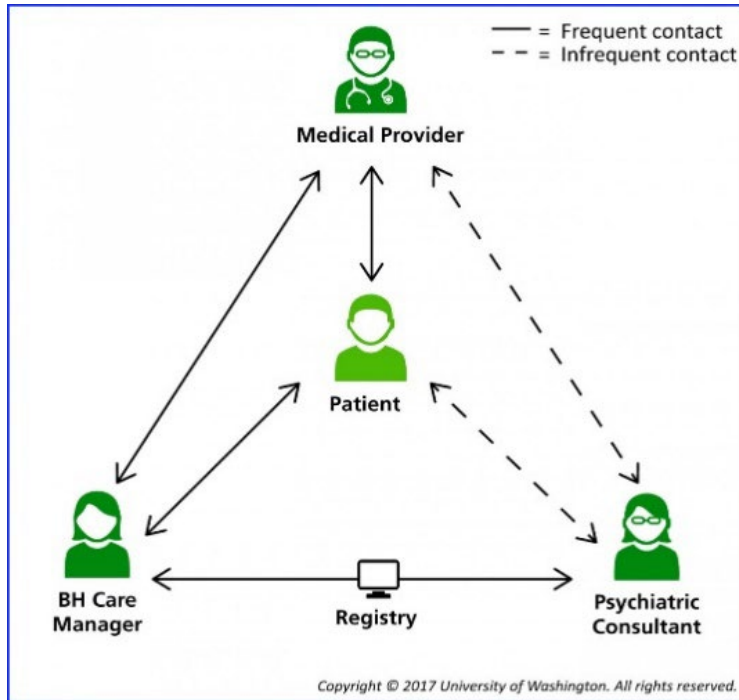 = Frequent contact
= Infrequent contact
Medical Provider
Patient
BH Care
Manager
Registry
Psychiatric
Consultant
Copyright © 2017 University of Washington. All rights reserved.